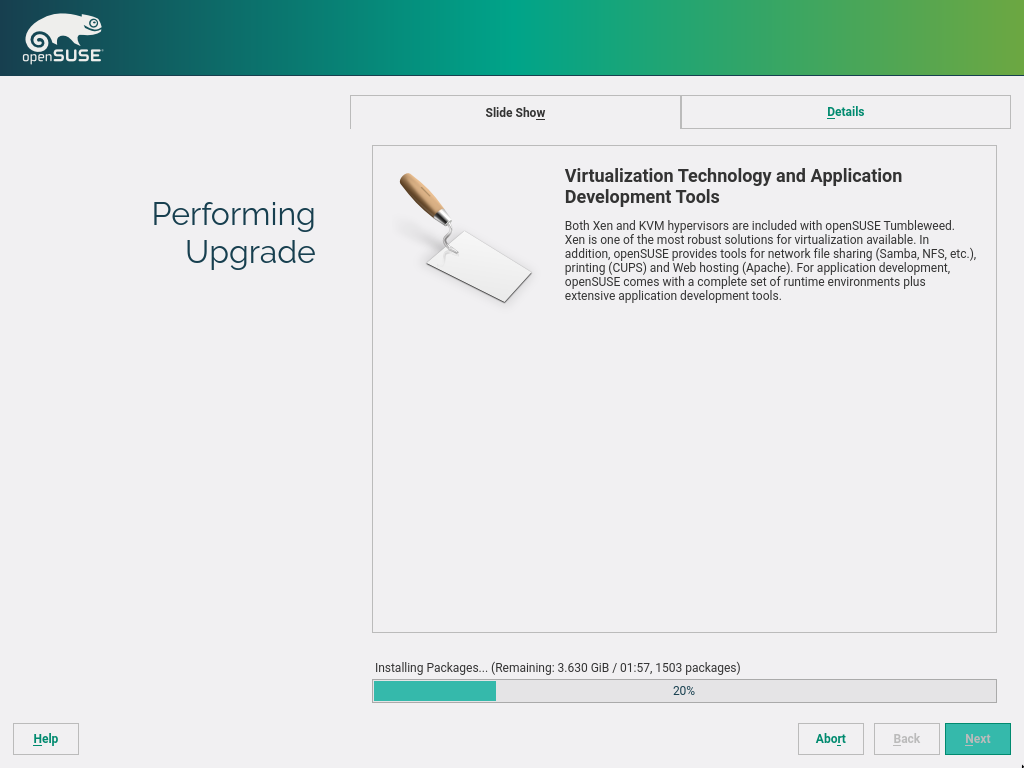 openSUSE
Slide Show
Details
Performing
Upgrade
Virtualization Technology and Application
Development Tools
Both Xen and KVM hypervisors are included with openSUSE Tumbleweed.
Xen is one of the most robust solutions for virtualization available. In
addition, openSUSE provides tools for network file sharing (Samba, NFS, etc.),
printing (CUPS) and Web hosting (Apache). For application development,
openSUSE comes with a complete set of runtime environments plus
extensive application development tools.
Installing Packages... (Remaining: 3.630 GiB / 01:57, 1503 packages)
20%
Help
Abort
Back
Next